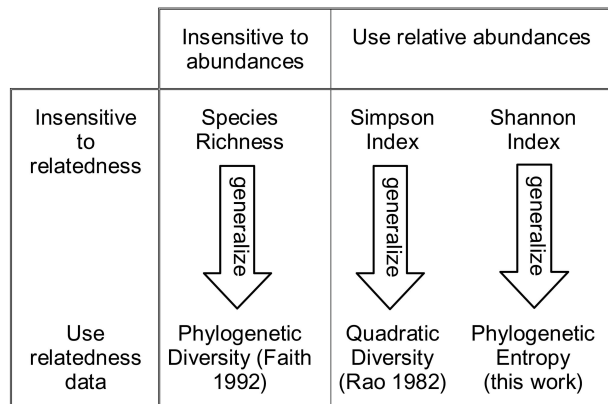 Insensitive to
abundances
Use relative abundances
Insensitive
to
relatedness
Species
Richness
Simpson
Index
Shannon
Index
generalize
generalize
generalize
Use
relatedness
data
Phylogenetic
Diversity (Faith
1992)
Quadratic
Diversity
(Rao 1982)
Phylogenetic
Entropy
(this work)